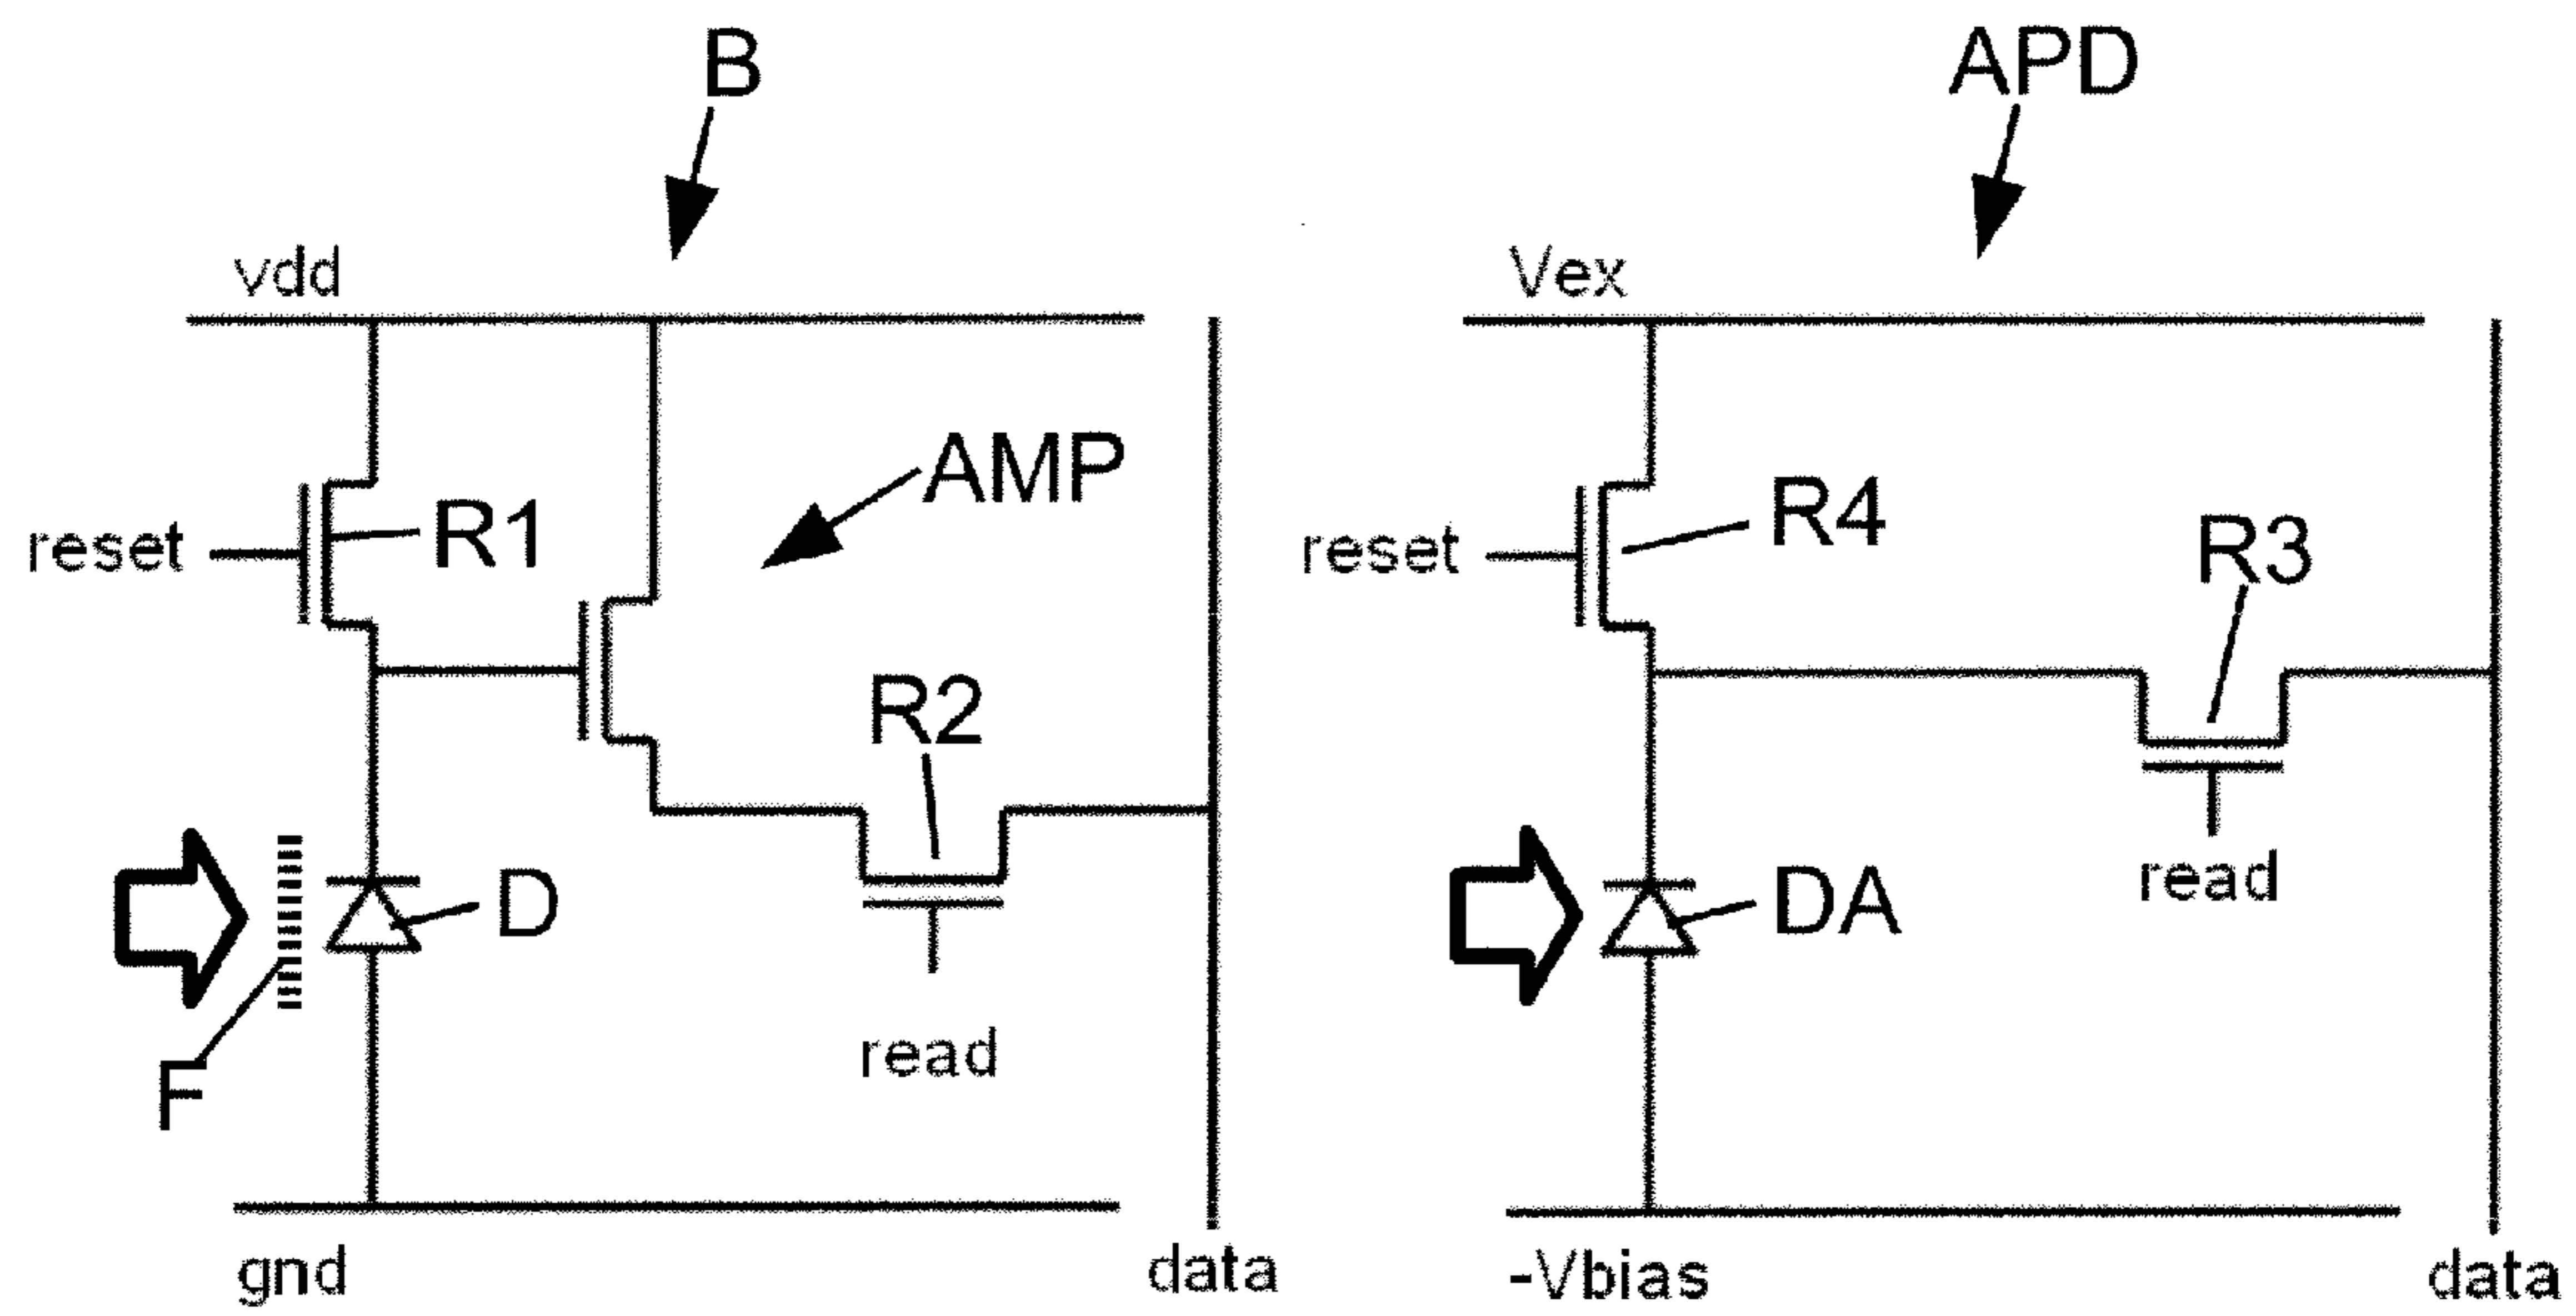 B
vdd
reset
R1
AMP
R2
D
F
read
gnd
data
APD
Vex
reset
R4
R3
DA
read
-Vbias
data